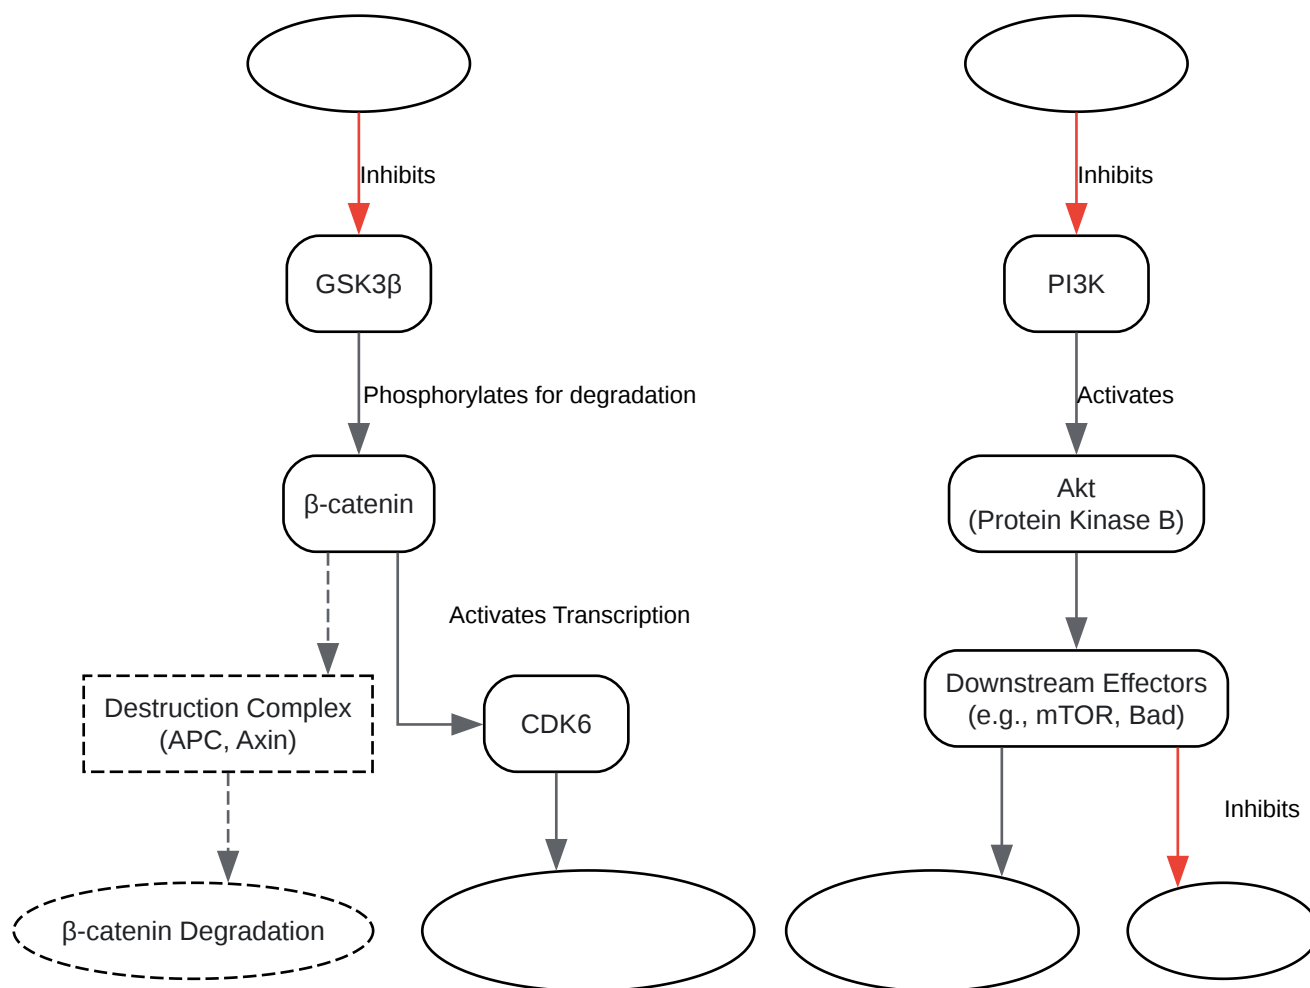 Inhibits
GSK3β
Phosphorylates for degradation
β-catenin
Activates Transcription
Destruction Complex
(APC, Axin)
CDK6
β-catenin Degradation
Inhibits
PI3K
Activates
Akt
(Protein Kinase B)
Downstream Effectors
(e.g., mTOR, Bad)
Inhibits